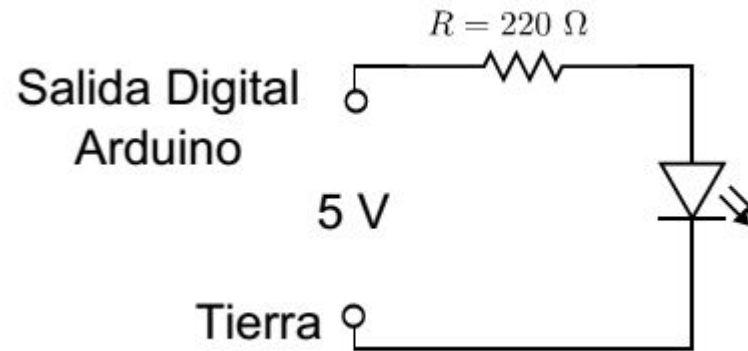 R = 220 Ω
Salida Digital
Arduino
5 V
Tierra